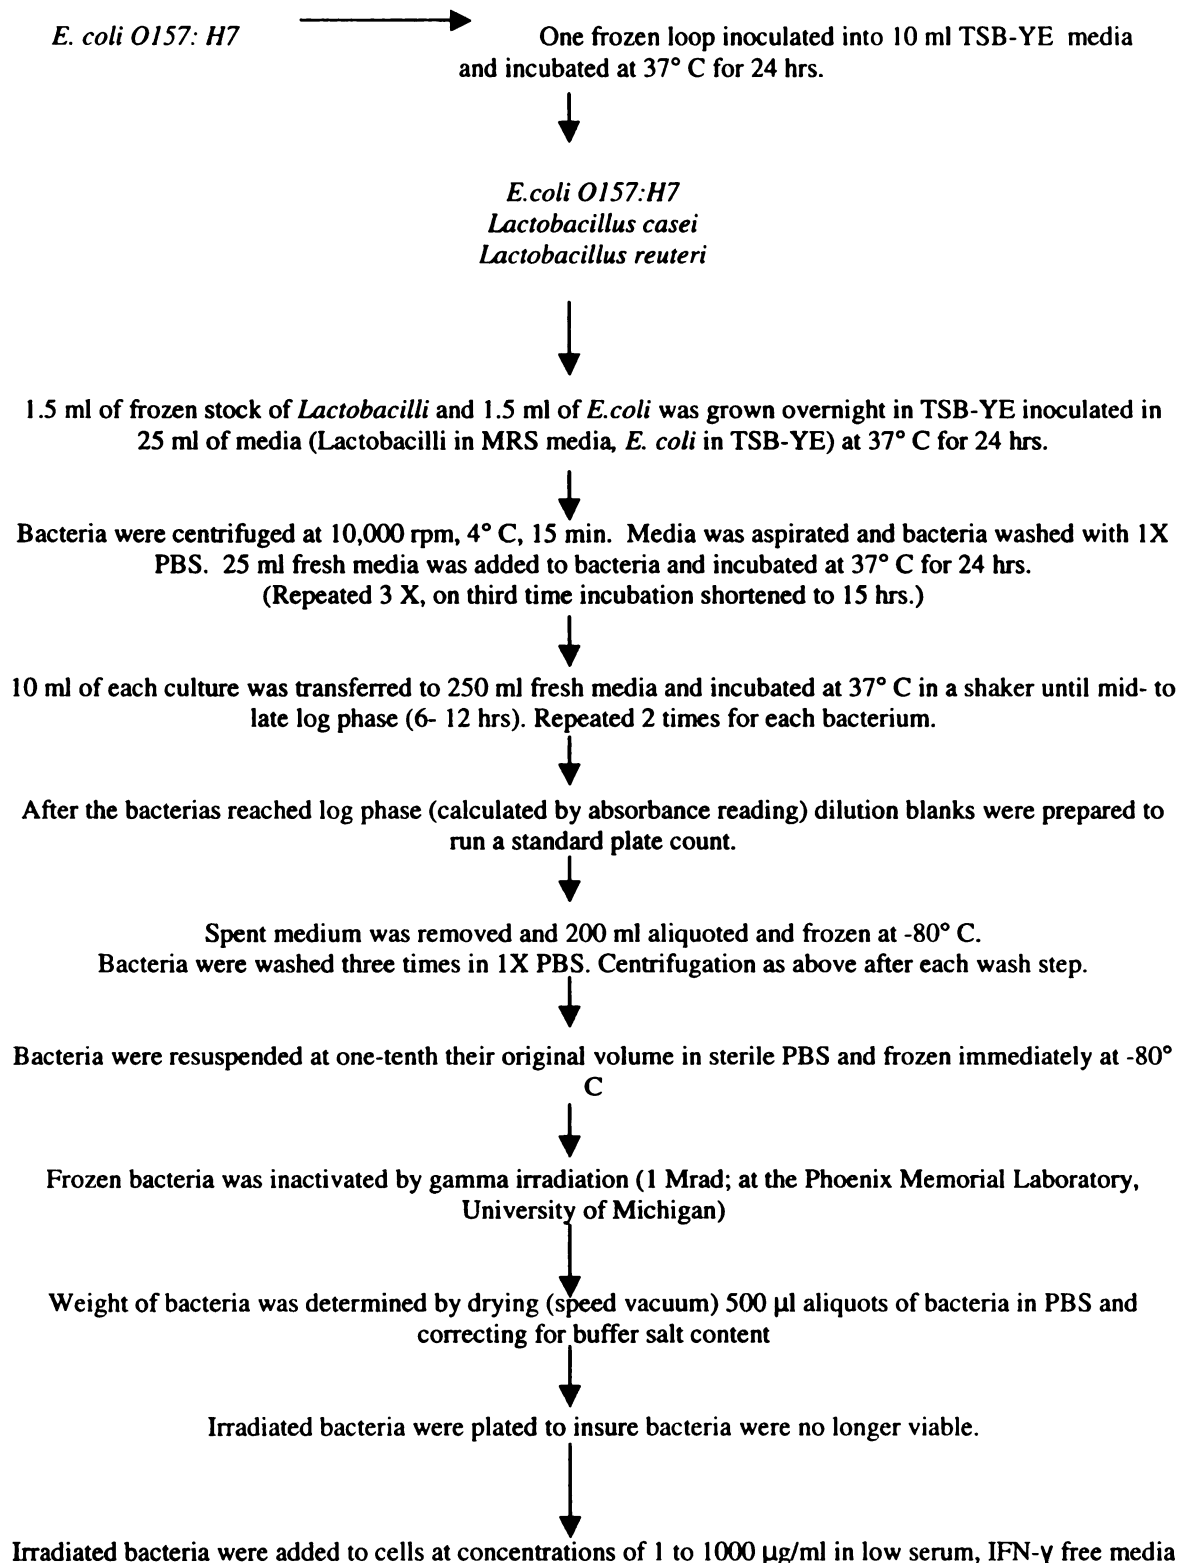 E. coli O157: H7
One frozen loop inoculated into 10 ml TSB-YE media
and incubated at 37° C for 24 hrs.
E.coli O157:H7
Lactobacillus casei
Lactobacillus reuteri
1.5 ml of frozen stock of Lactobacilli and 1.5 ml of E.coli was grown overnight in TSB-YE inoculated in
25 ml of media (Lactobacilli in MRS media, E. coli in TSB-YE) at 37° C for 24 hrs.
Bacteria were centrifuged at 10,000 rpm, 4° C, 15 min. Media was aspirated and bacteria washed with 1X
PBS. 25 ml fresh media was added to bacteria and incubated at 37° C for 24 hrs.
(Repeated 3 X, on third time incubation shortened to 15 hrs.)
10 ml of each culture was transferred to 250 ml fresh media and incubated at 37° C in a shaker until mid- to
late log phase (6- 12 hrs). Repeated 2 times for each bacterium.
After the bacterias reached log phase (calculated by absorbance reading) dilution blanks were prepared to
run a standard plate count.
Spent medium was removed and 200 ml aliquoted and frozen at -80° C.
Bacteria were washed three times in 1X PBS. Centrifugation as above after each wash step.
Bacteria were resuspended at one-tenth their original volume in sterile PBS and frozen immediately at -80°
C
Frozen bacteria was inactivated by gamma irradiation (1 Mrad; at the Phoenix Memorial Laboratory,
University of Michigan)
Weight of bacteria was determined by drying (speed vacuum) 500 µl aliquots of bacteria in PBS and
correcting for buffer salt content
Irradiated bacteria were plated to insure bacteria were no longer viable.
Irradiated bacteria were added to cells at concentrations of 1 to 1000 µg/ml in low serum, IFN-γ free media